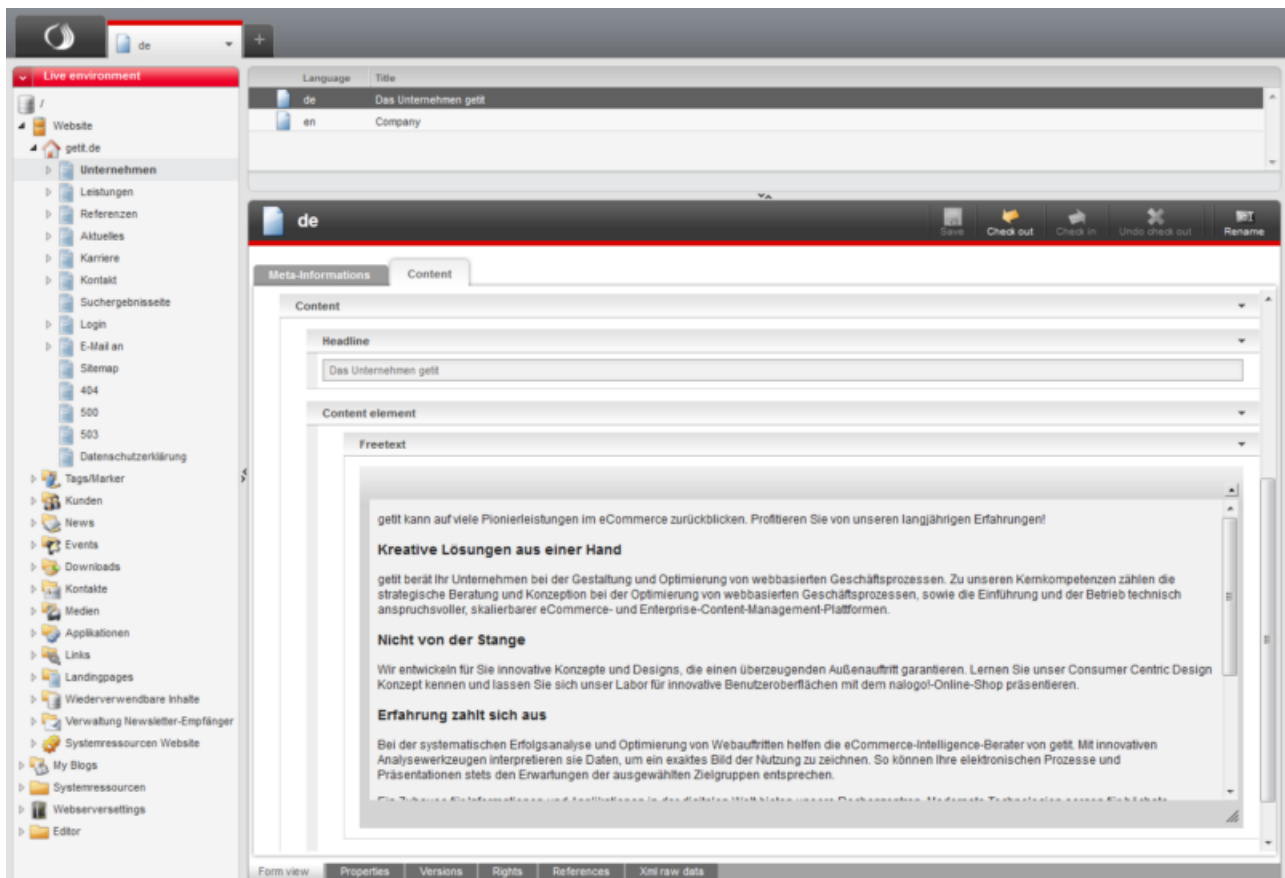 de
Live environment
/
Website
getit.de
Unternehmen
Leistungen
Referenzen
Aktuelles
Karriere
Kontakt
Suchergebnisseite
Login
E-Mail an
Sitemap
404
500
503
Datenschutzerklärung
Tags/Marker
Kunden
News
Events
Downloads
Kontakte
Medien
Applikationen
Links
Landingpages
Wiederverwendbare Inhalte
Verwaltung Newsletter-Empfänger
Systemressourcen Website
My Blogs
Systemressourcen
Webserversettings
Editor
Language Title
de Das Unternehmen getit
en Company
de
Save Check out Check in Undo check out Rename
Meta-Informations Content
Content
Headline
Das Unternehmen getit
Content element
Freetext
getit kann auf viele Pionierleistungen im eCommerce zurückblicken. Profitieren Sie von unseren langjährigen Erfahrungen!
Kreative Lösungen aus einer Hand
getit berät Ihr Unternehmen bei der Gestaltung und Optimierung von webbasierten Geschäftsprozessen. Zu unseren Kernkompetenzen zählen die
strategische Beratung und Konzeption bei der Optimierung von webbasierten Geschäftsprozessen, sowie die Einführung und der Betrieb technisch
anspruchsvoller, skalierbarer eCommerce- und Enterprise-Content-Management-Plattformen.
Nicht von der Stange
Wir entwickeln für Sie innovative Konzepte und Designs, die einen überzeugenden Außenauftritt garantieren. Lernen Sie unser Consumer Centric Design
Konzept kennen und lassen Sie sich unser Labor für innovative Benutzeroberflächen mit dem nalogo!-Online-Shop präsentieren.
Erfahrung zahlt sich aus
Bei der systematischen Erfolgsanalyse und Optimierung von Webauftritten helfen die eCommerce-Intelligence-Berater von getit. Mit innovativen
Analysewerkzeugen interpretieren sie Daten, um ein exaktes Bild der Nutzung zu zeichnen. So können Ihre elektronischen Prozesse und
Präsentationen stets den Erwartungen der ausgewählten Zielgruppen entsprechen.
Form view Properties Versions Rights References Xml raw data